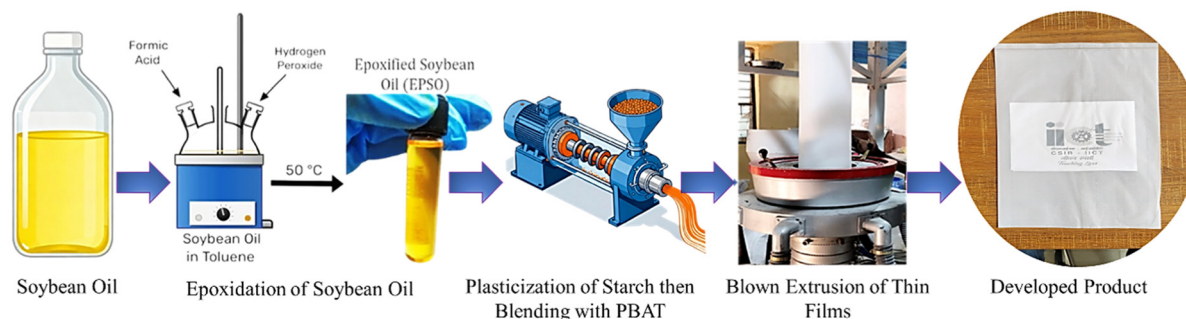 Formic
Acid
Hydrogen
Peroxide
50 °C
Soybean Oil
in Toluene
Epoxified Soybean
Oil (EPSO)
CSIR - IICT
Soybean Oil
Epoxidation of Soybean Oil
Plasticization of Starch then
Blending with PBAT
Blown Extrusion of Thin
Films
Developed Product